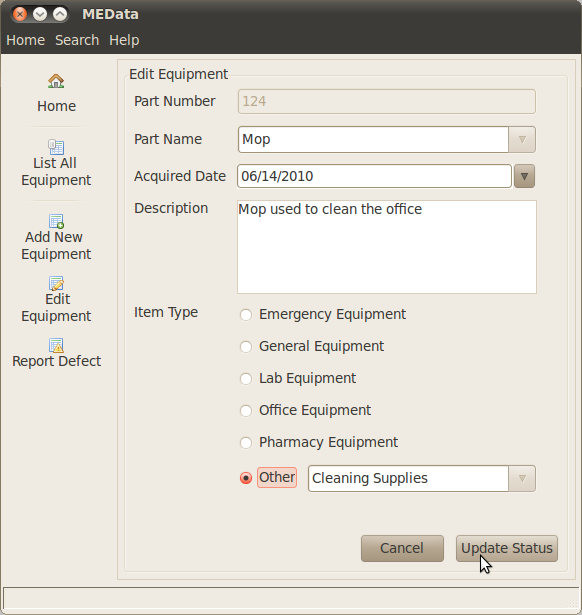 MEData
Home Search Help
Home
List All
Equipment
Add New
Equipment
Edit
Equipment
Report Defect
Edit Equipment
Part Number 124
Part Name Mop
Acquired Date 06/14/2010
Description Mop used to clean the office
Item Type Emergency Equipment
General Equipment
Lab Equipment
Office Equipment
Pharmacy Equipment
Other Cleaning Supplies
Cancel Update Status